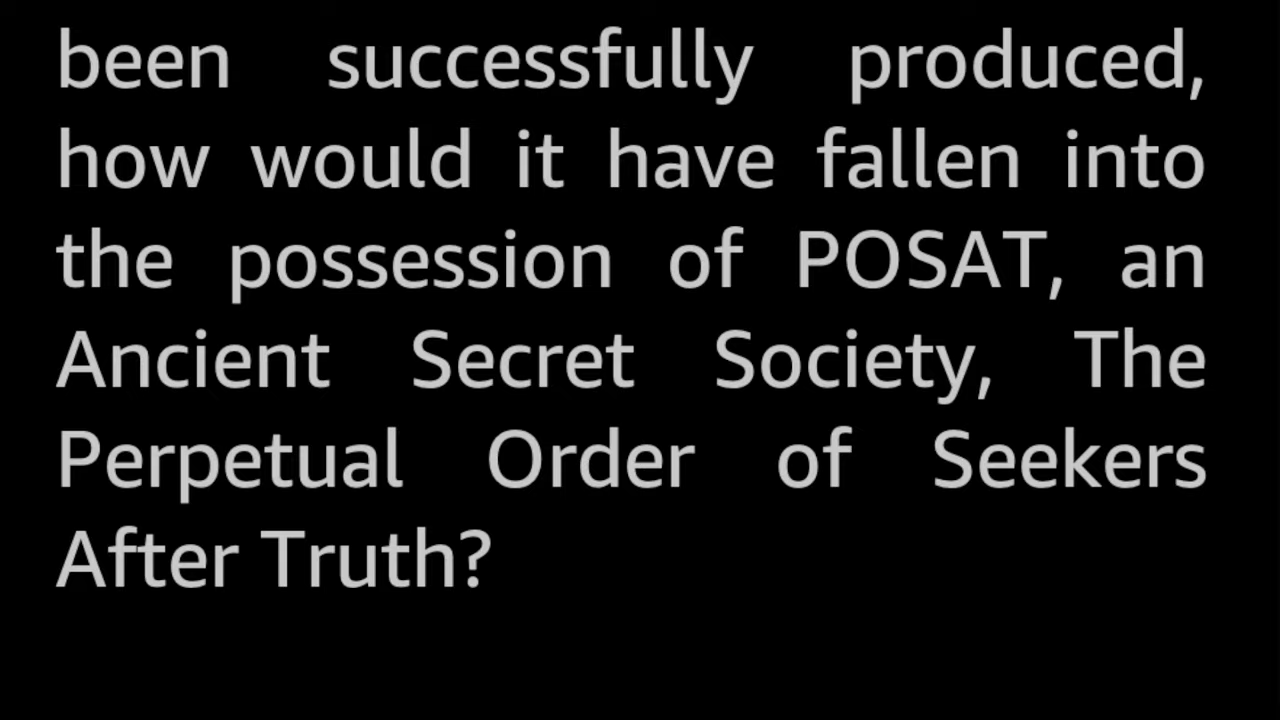 been successfully produced,
how would it have fallen into
the possession of POSAT, an
Ancient Secret Society, The
Perpetual Order of Seekers
After Truth?